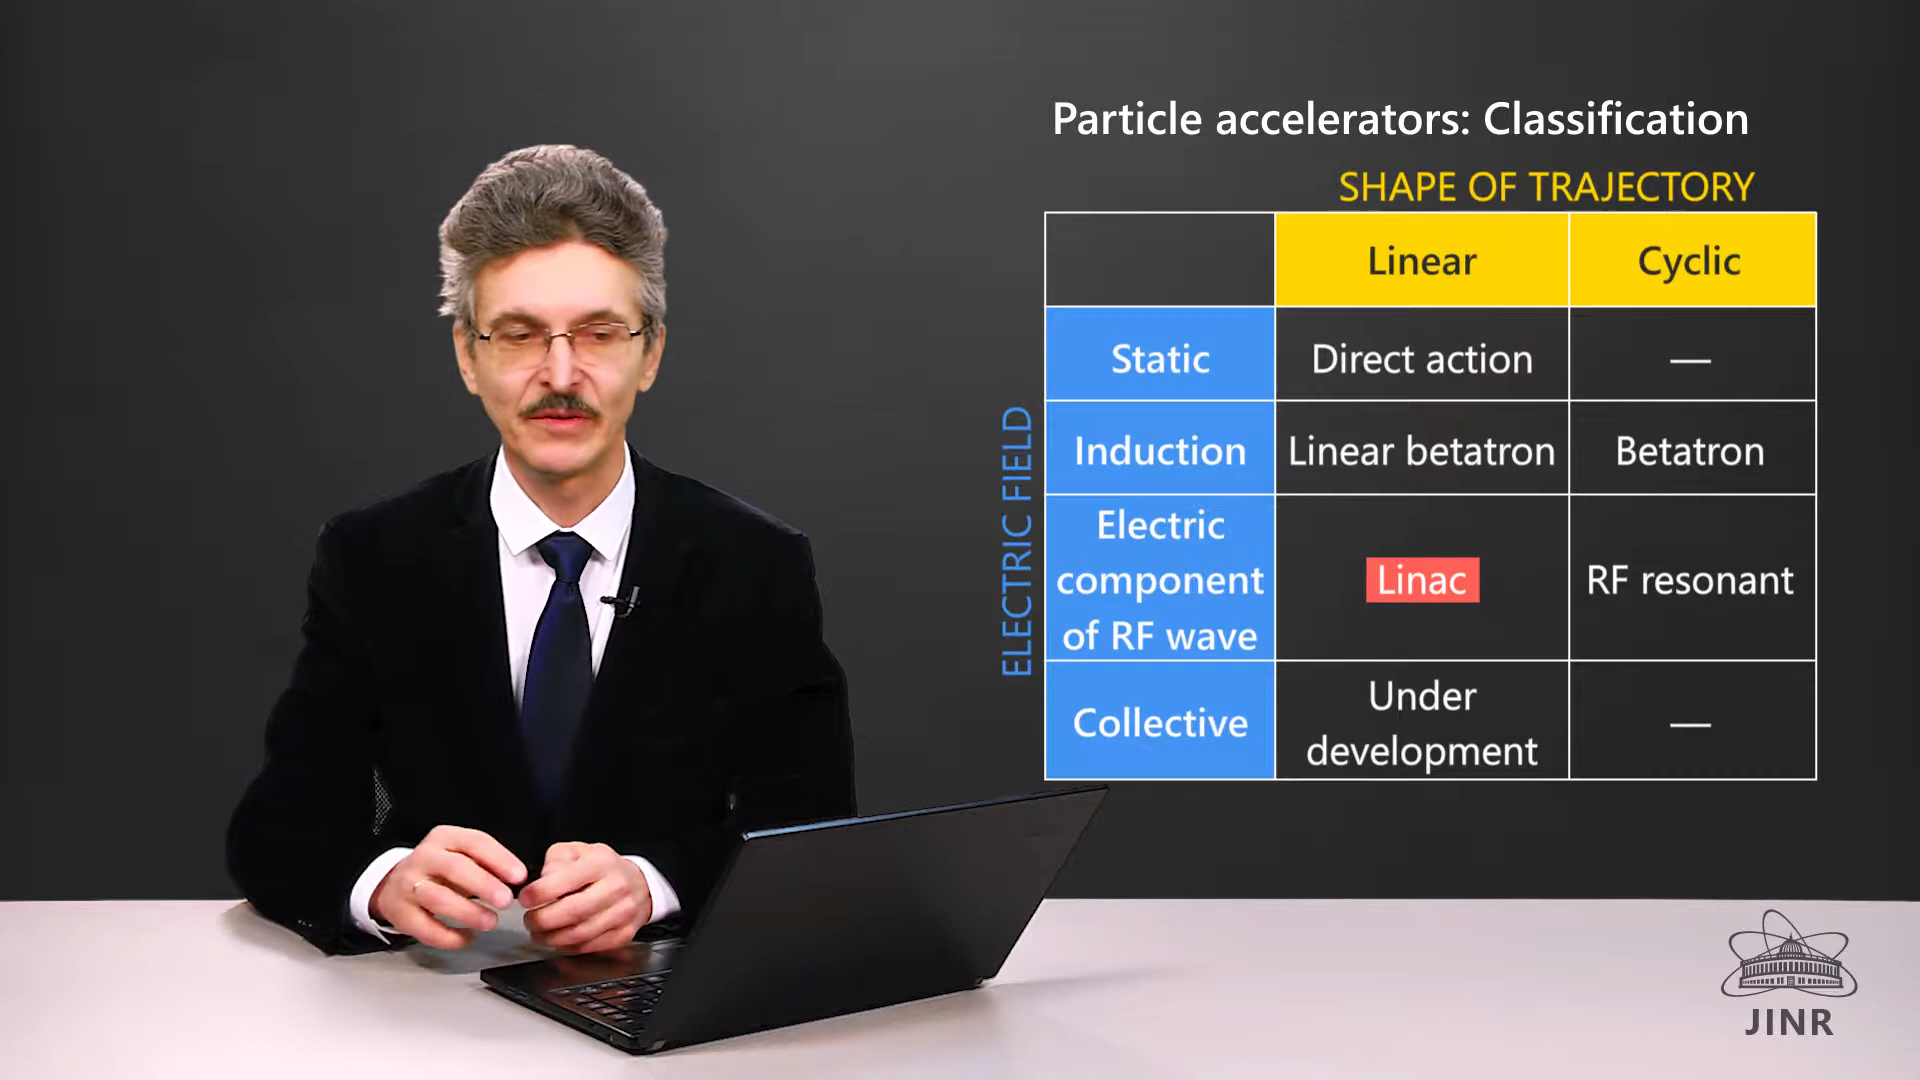 Particle accelerators: Classification
SHAPE OF TRAJECTORY
Linear
Cyclic
ELECTRIC FIELD
Static
Direct action
—
Induction
Linear betatron
Betatron
Electric
component
of RF wave
Linac
RF resonant
Collective
Under
development
—
JINR